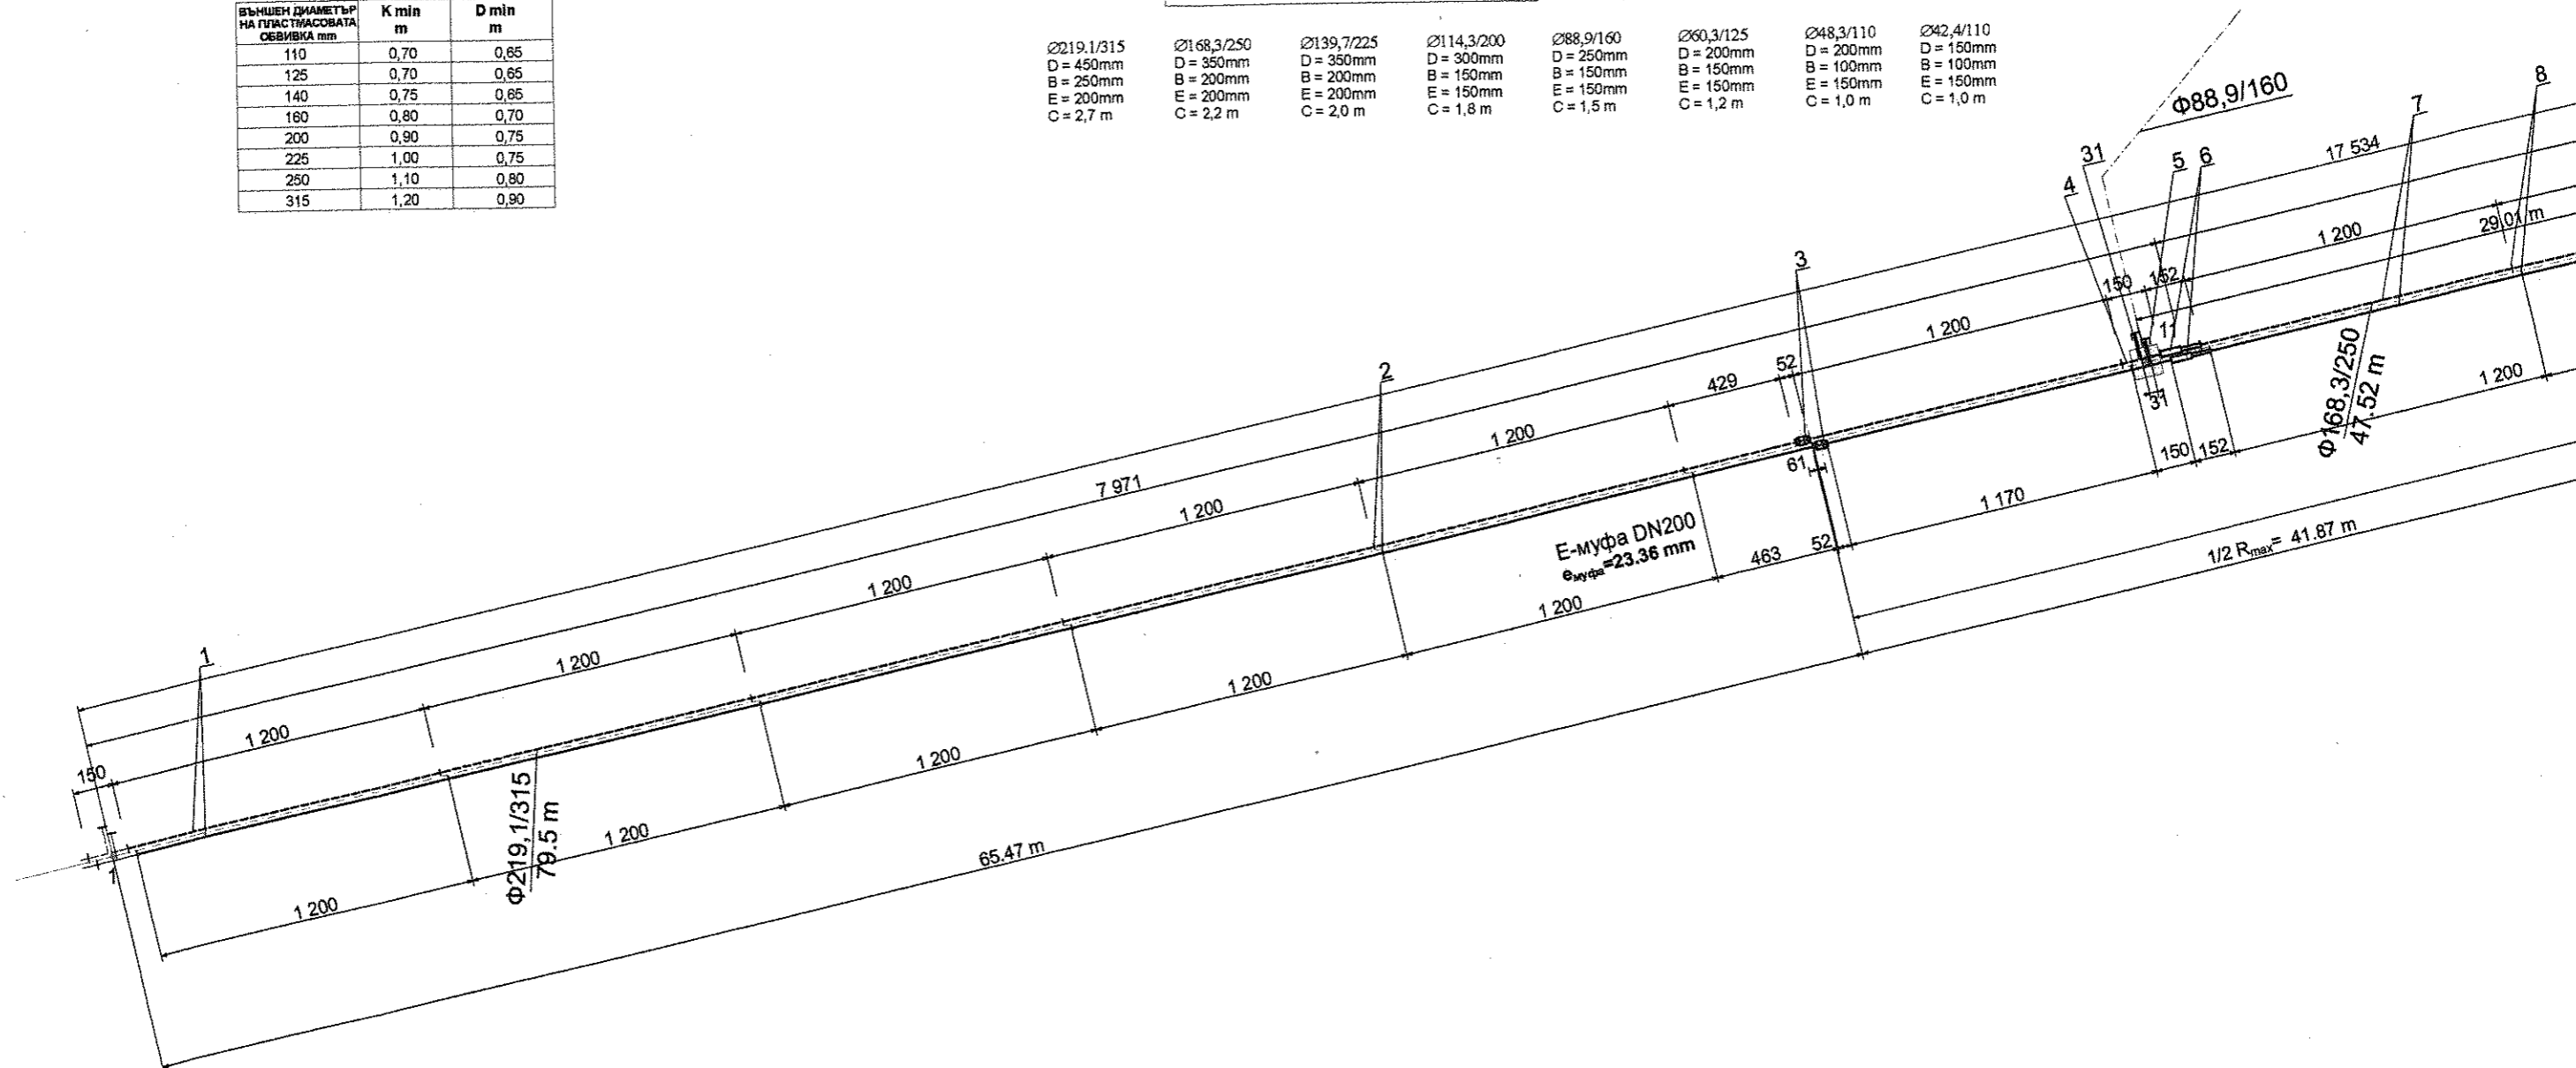 ВЪНШЕН ДИАМЕТЪР НА ПЛАСТМАСОВАТА ОБВИВКА mm K min m D min m
110 0,70 0,65
125 0,70 0,65
140 0,75 0,65
160 0,80 0,70
200 0,90 0,75
225 1,00 0,75
250 1,10 0,80
315 1,20 0,90
Ø219.1/315 Ø168,3/250 Ø139,7/225 Ø114,3/200 Ø88,9/160 Ø60,3/125 Ø48,3/110 Ø42,4/110
D = 450mm D = 350mm D = 350mm D = 300mm D = 250mm D = 200mm D = 200mm D = 150mm
B = 250mm B = 200mm B = 200mm B = 150mm B = 150mm B = 150mm B = 100mm B = 100mm
E = 200mm E = 200mm E = 200mm E = 150mm E = 150mm E = 150mm E = 150mm E = 150mm
C = 2,7 m C = 2,2 m C = 2,0 m C = 1,8 m C = 1,5 m C = 1,2 m C = 1,0 m C = 1,0 m
Ф88,9/160
8
7
17 534
31
5
6
4
1 200
29.01 m
3
150
152
1 200
11
52
2
429
31
Ф168,3/250
47.52 m
1 200
1 200
61
150
152
7 971
1 200
1 170
Е-муфа DN200
eмуфа=23.36 mm
463
52
1/2 Rmax= 41.87 m
1 200
1 200
1
1 200
1 200
1 200
150
1 200
1
Ф219,1/315
79.5 m
1 200
65.47 m
1 200